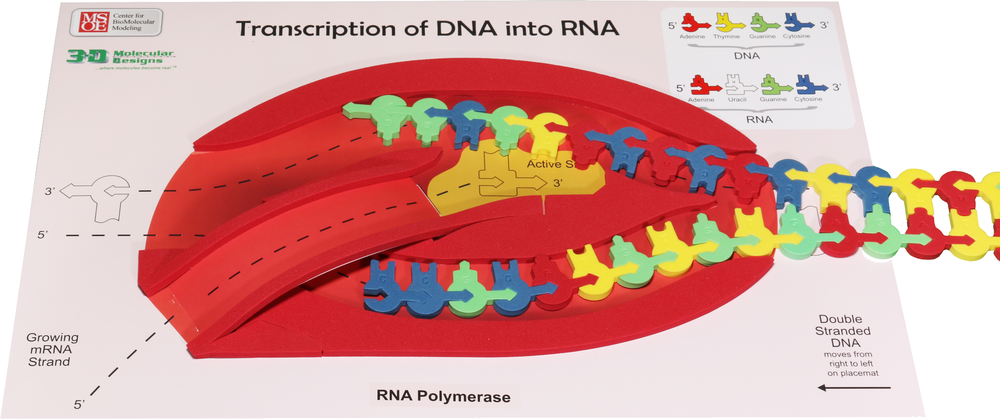 MS
OE
Center for
BioMolecular
Modeling
3-D Molecular
Designs
...where molecules become real™
Transcription of DNA into RNA
5' A T G C 3'
Adenine Thymine Guanine Cytosine
DNA
5' A U G C 3'
Adenine Uracil Guanine Cytosine
RNA
Active
3'
3'
5'
C C G C A T G T G T G A G A T
Growing
mRNA
Strand
5'
RNA Polymerase
Double
Stranded
DNA
moves from
right to left
on placemat